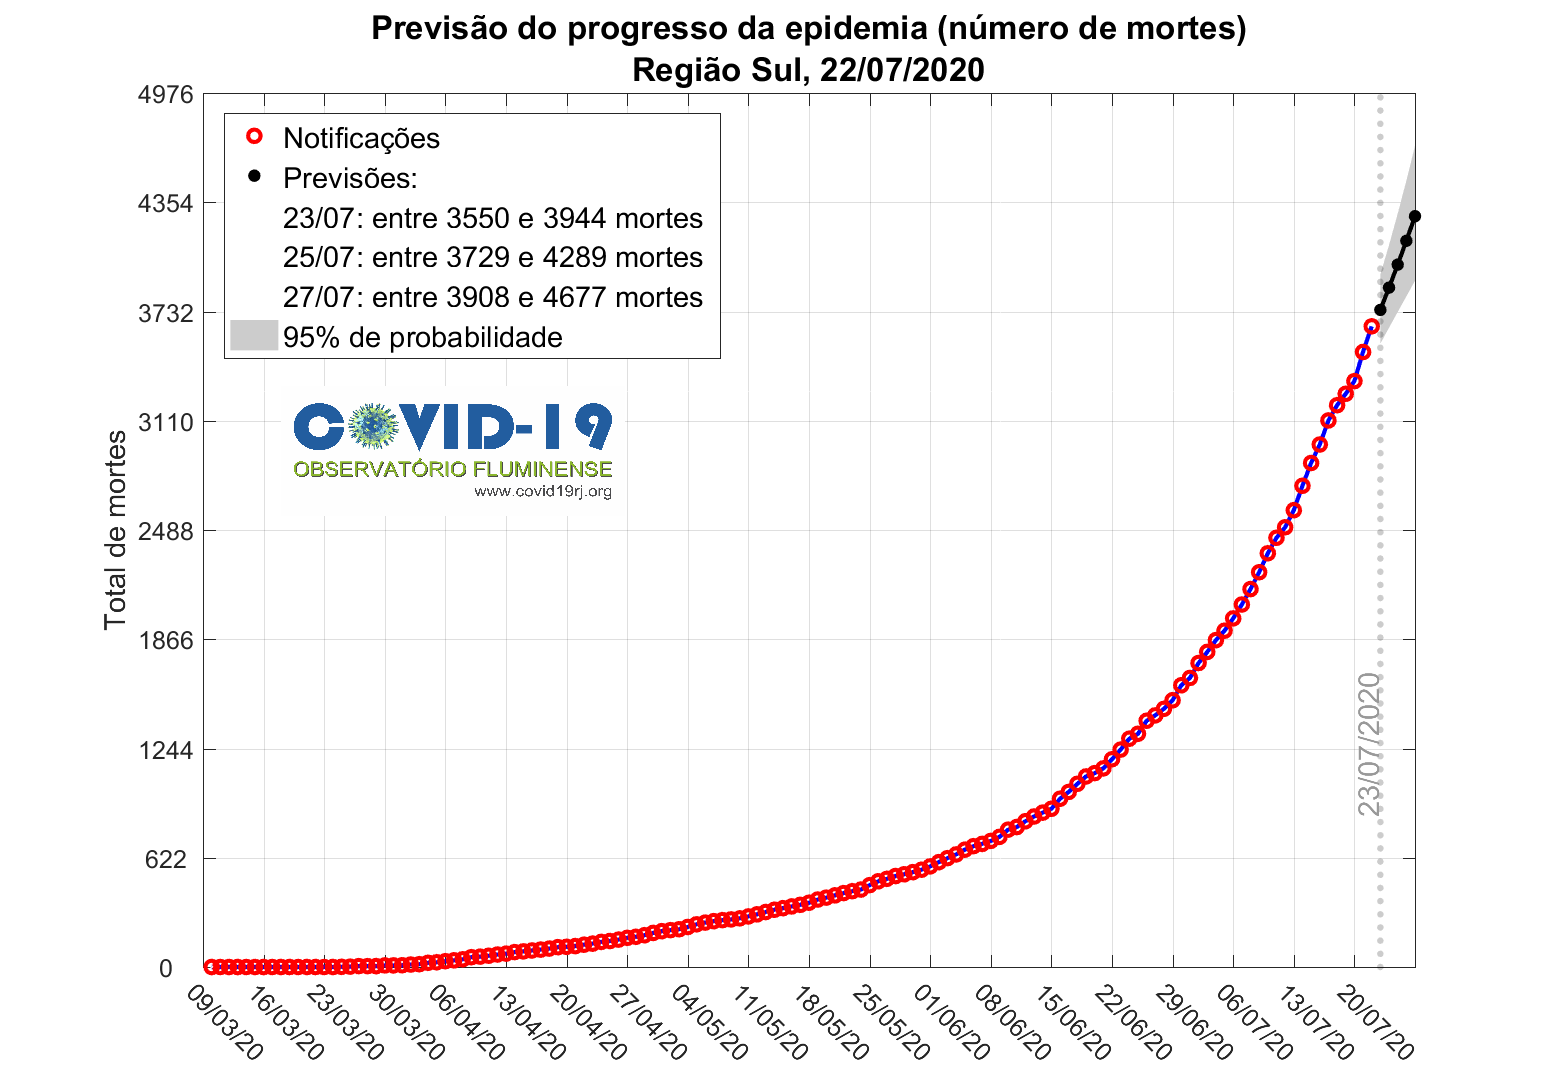 Previsão do progresso da epidemia (número de mortes)
Região Sul, 22/07/2020
4976
4354
3732
3110
2488
1866
1244
622
0
Total de mortes
Notificações
Previsões:
23/07: entre 3550 e 3944 mortes
25/07: entre 3729 e 4289 mortes
27/07: entre 3908 e 4677 mortes
95% de probabilidade
COVID-19
OBSERVATÓRIO FLUMINENSE
www.covid19rj.org
23/07/2020
09/03/20
16/03/20
23/03/20
30/03/20
06/04/20
13/04/20
20/04/20
27/04/20
04/05/20
11/05/20
18/05/20
25/05/20
01/06/20
08/06/20
15/06/20
22/06/20
29/06/20
06/07/20
13/07/20
20/07/20